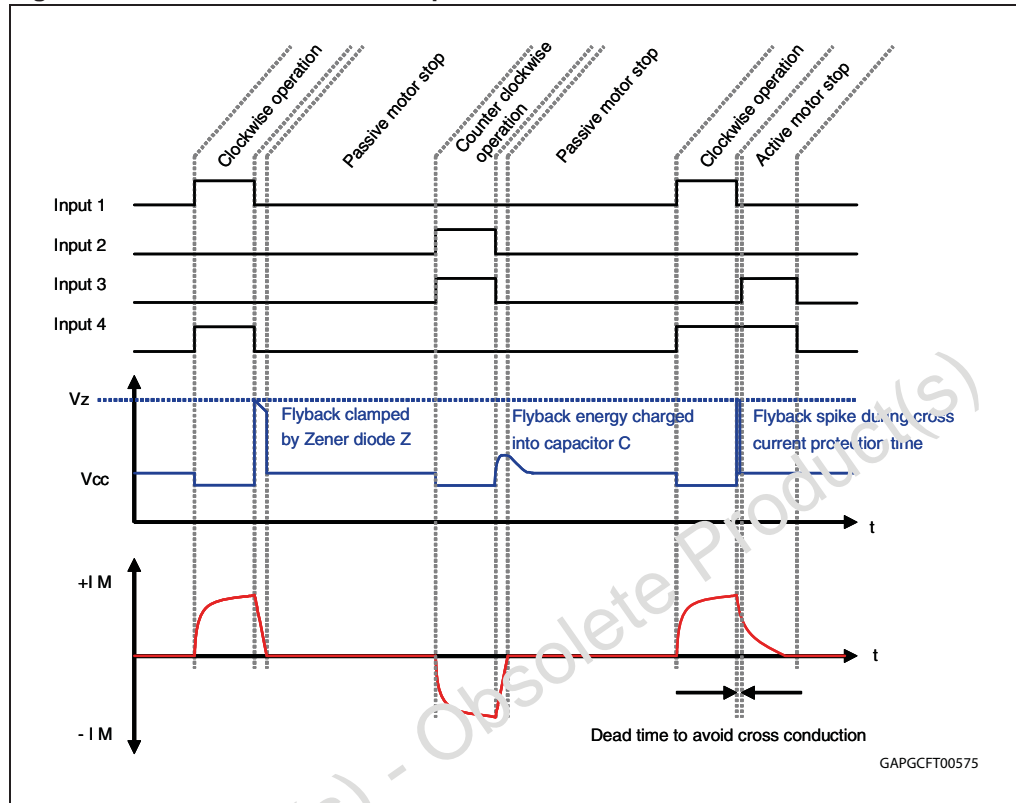 Clockwise operation
Passive motor stop
Counter clockwise
operation
Passive motor stop
Clockwise operation
Active motor stop
Input 1
Input 2
Input 3
Input 4
Vz
Flyback clamped
by Zener diode Z
Flyback energy charged
into capacitor C
Flyback spike during cross
current protection time
Vcc
t
+I M
t
- I M
Dead time to avoid cross conduction
GAPGCFT00575
(s) - Obsolete Product(s)